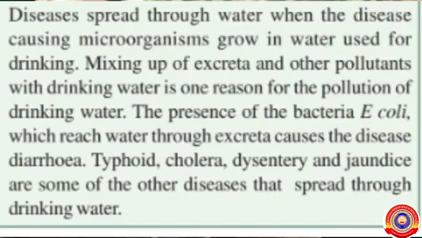 Diseases spread through water when the disease
causing microorganisms grow in water used for
drinking. Mixing up of excreta and other pollutants
with drinking water is one reason for the pollution of
drinking water. The presence of the bacteria E coli,
which reach water through excreta causes the disease
diarrhoea. Typhoid, cholera, dysentery and jaundice
are some of the other diseases that spread through
drinking water.